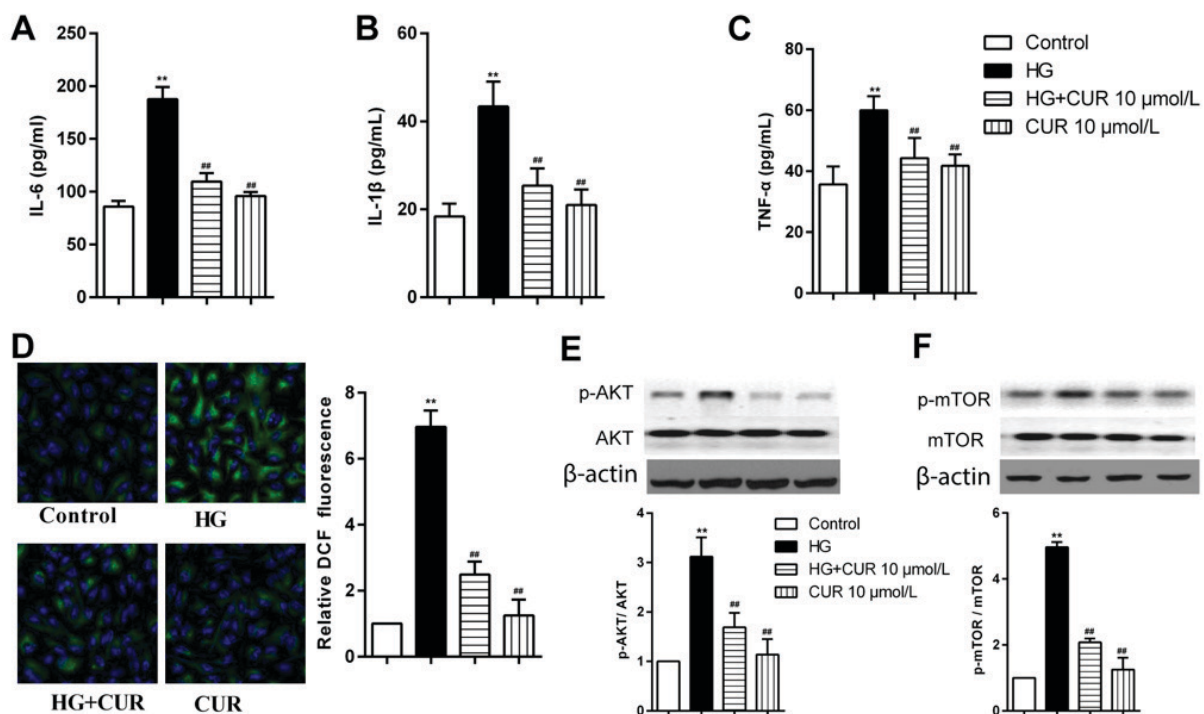 A
IL-6 (pg/ml)
250
200
150
100
50
0
**
##
##
B
IL-1β (pg/mL)
60
40
20
0
**
##
##
C
TNF-α (pg/mL)
80
60
40
20
0
**
##
##
Control
HG
HG+CUR 10 μmol/L
CUR 10 μmol/L
D
Control
HG
HG+CUR
CUR
Relative DCF fluorescence
8
6
4
2
0
**
##
##
E
p-AKT
AKT
β-actin
p-AKT/ AKT
4
3
2
1
0
**
##
##
Control
HG
HG+CUR 10 μmol/L
CUR 10 μmol/L
F
p-mTOR
mTOR
β-actin
p-mTOR / mTOR
6
4
2
0
**
##
##